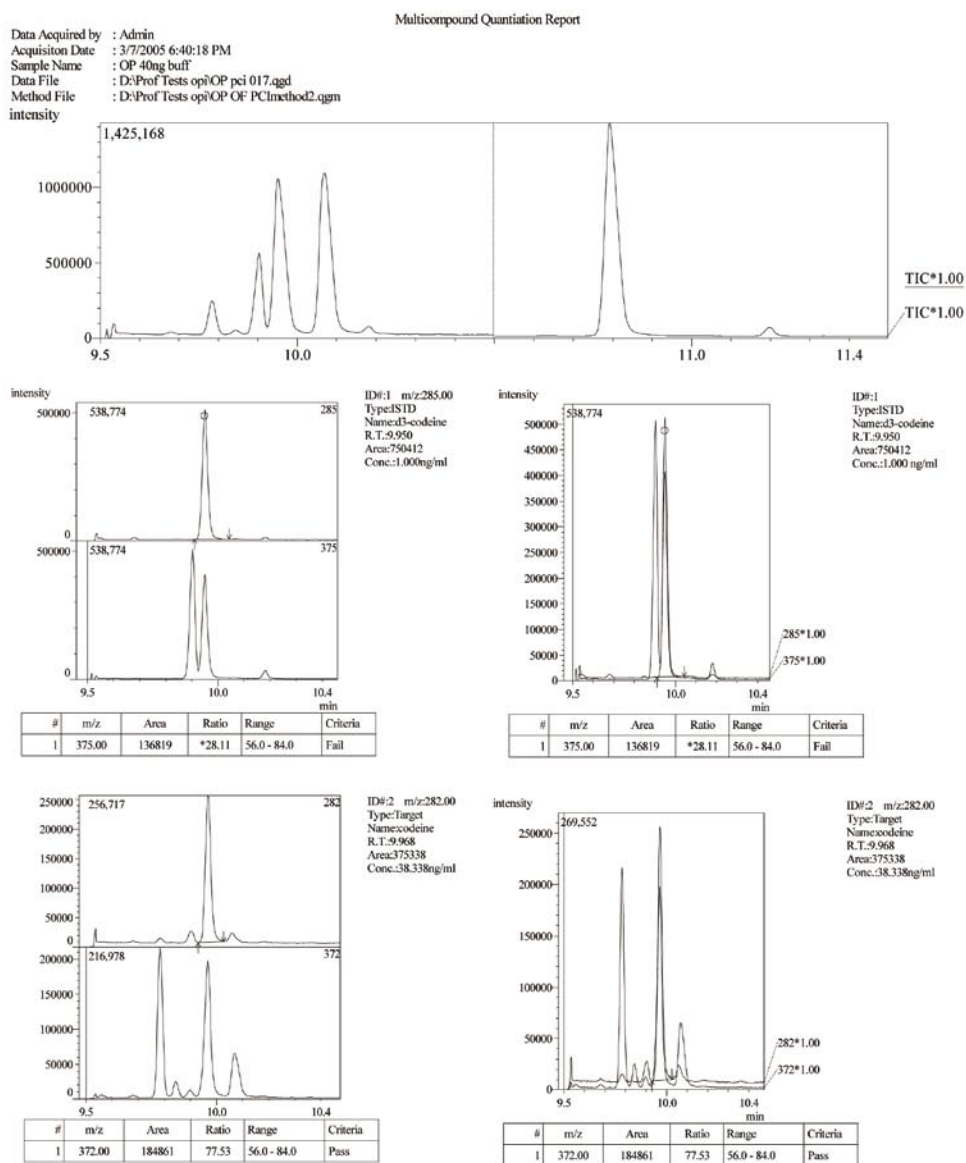 Multicompound Quantiation Report
Data Acquired by : Admin
Acquisiton Date : 3/7/2005 6:40:18 PM
Sample Name : OP 40ng buff
Data File : D:\Prof Tests opi\OP pci 017.qgd
Method File : D:\Prof Tests opi\OP OF PCImethod2.qgm
intensity
1,425,168
1000000
500000
0
TIC*1.00
TIC*1.00
9.5 10.0 11.0 11.4
intensity
538,774 285
500000
0
538,774 375
500000
0
9.5 10.0 10.4
min
ID#:1 m/z:285.00
Type:ISTD
Name:d3-codeine
R.T.:9.950
Area:750412
Conc.:1.000ng/ml
# m/z Area Ratio Range Criteria
1 375.00 136819 *28.11 56.0 - 84.0 Fail
intensity
538,774
500000
450000
400000
350000
300000
250000
200000
150000
100000
50000
0
285*1.00
375*1.00
9.5 10.0 10.4
min
ID#:1
Type:ISTD
Name:d3-codeine
R.T.:9.950
Area:750412
Conc.:1.000 ng/ml
# m/z Area Ratio Range Criteria
1 375.00 136819 *28.11 56.0 - 84.0 Fail
256,717 282
250000
200000
150000
100000
50000
0
216,978 372
200000
150000
100000
50000
0
9.5 10.0 10.4
ID#:2 m/z:282.00
Type:Target
Name:codeine
R.T.:9.968
Area:375338
Conc.:38.338ng/ml
# m/z Area Ratio Range Criteria
1 372.00 184861 77.53 56.0 - 84.0 Pass
intensity
269,552
250000
200000
150000
100000
50000
0
282*1.00
372*1.00
9.5 10.0 10.4
min
ID#:2 m/z:282.00
Type:Target
Name:codeine
R.T.:9.968
Area:375338
Conc.:38.338ng/ml
# m/z Area Ratio Range Criteria
1 372.00 184861 77.53 56.0 - 84.0 Pass